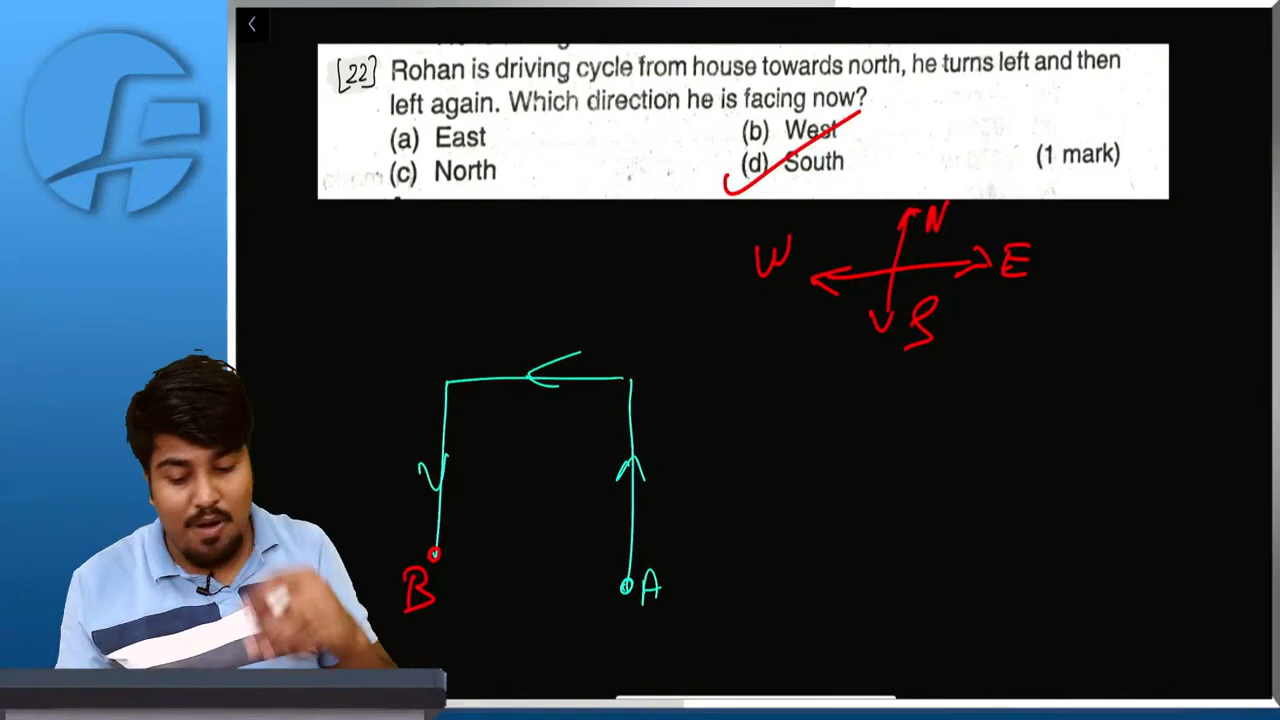 [22] Rohan is driving cycle from house towards north, he turns left and then
left again. Which direction he is facing now?
(a) East (b) West
(c) North (d) South (1 mark)
N
W E
S
B A